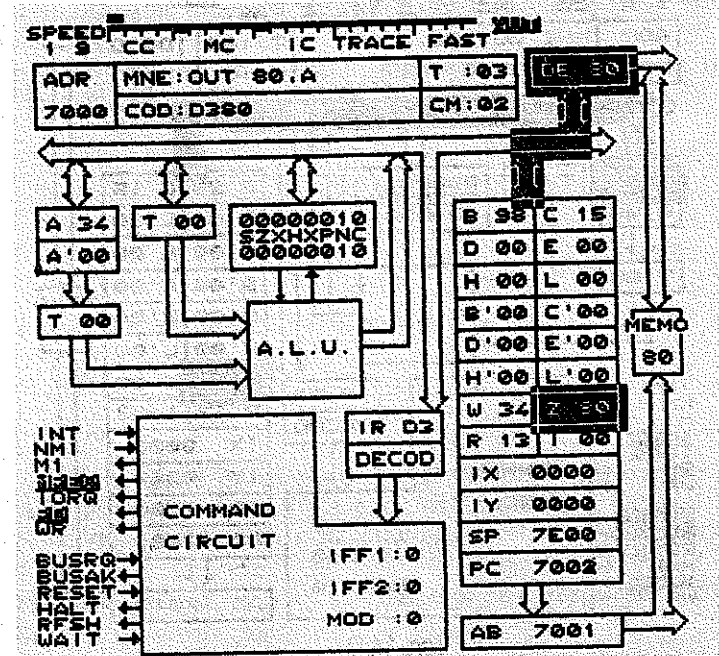 SPEED
1 9 CC MC IC TRACE FAST
ADR MNE:OUT 80.A T :03
7000 COD:D380 CM:02
A 34
A'00
T 00
T 00
00000010
SZXHXPNC
00000010
A.L.U.
B 98 C 15
D 00 E 00
H 00 L 00
B'00 C'00
D'00 E'00
H'00 L'00
W 34 Z 80
R 13 I 00
IX 0000
IY 0000
SP 7E00
PC 7002
AB 7001
MEMO
80
IR D3
DECOD
COMMAND
CIRCUIT
IFF1:0
IFF2:0
MOD :0
INT
NMI
M1
TORQ
WR
BUSRQ
BUSAK
RESET
HALT
RFSH
WAIT